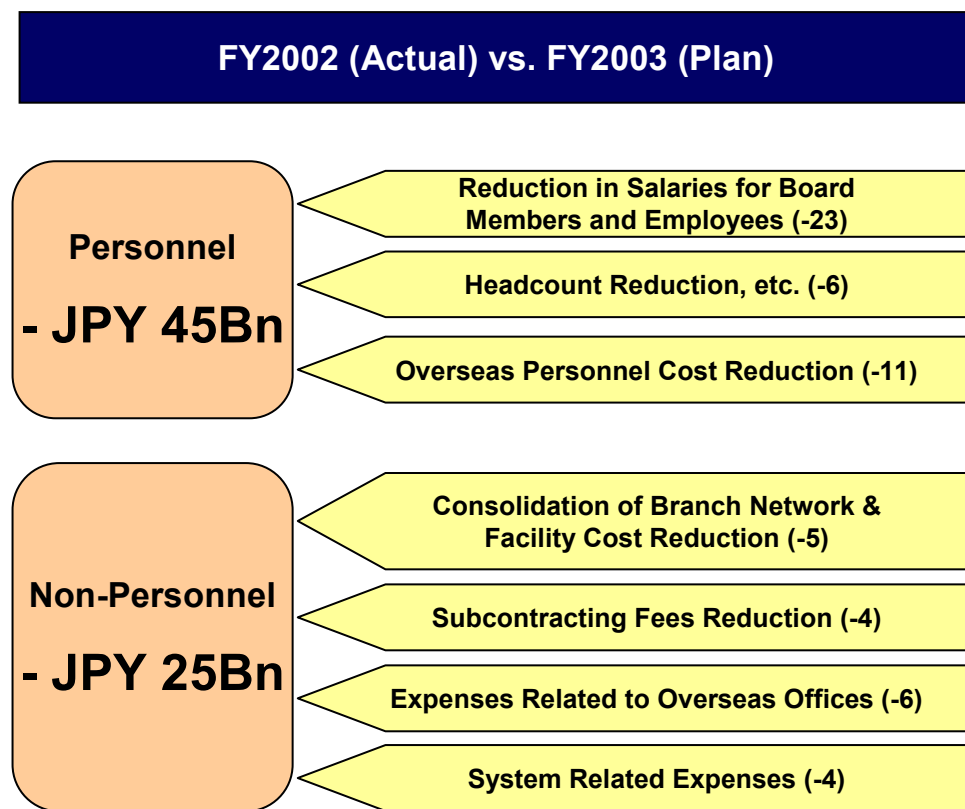 FY2002 (Actual) vs. FY2003 (Plan)
Personnel
- JPY 45Bn
Reduction in Salaries for Board
Members and Employees (-23)
Headcount Reduction, etc. (-6)
Overseas Personnel Cost Reduction (-11)
Non-Personnel
- JPY 25Bn
Consolidation of Branch Network &
Facility Cost Reduction (-5)
Subcontracting Fees Reduction (-4)
Expenses Related to Overseas Offices (-6)
System Related Expenses (-4)